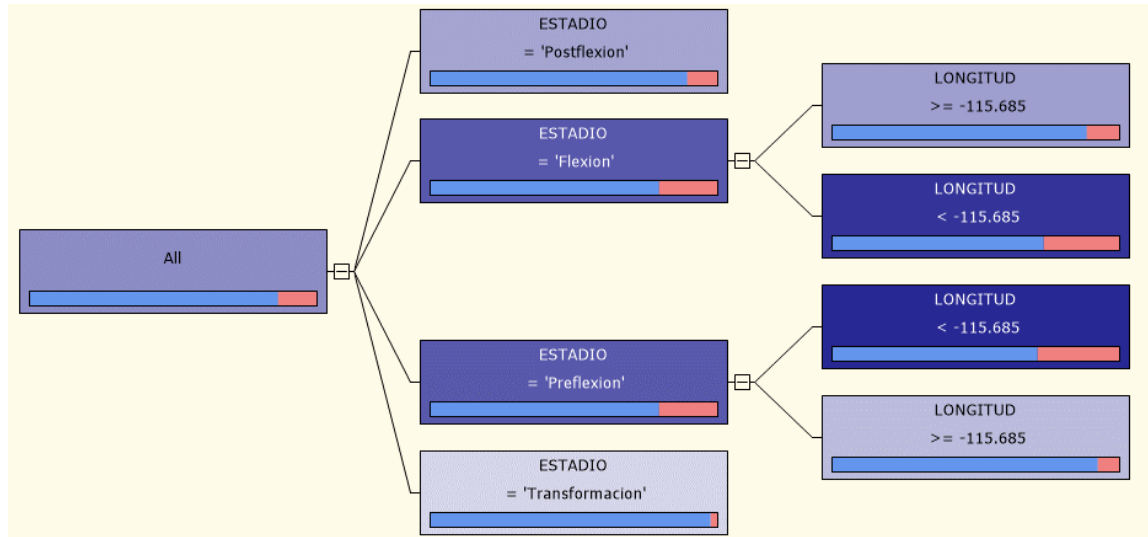 All
ESTADIO
= 'Postflexion'
ESTADIO
= 'Flexion'
ESTADIO
= 'Preflexion'
ESTADIO
= 'Transformacion'
LONGITUD
>= -115.685
LONGITUD
< -115.685
LONGITUD
< -115.685
LONGITUD
>= -115.685